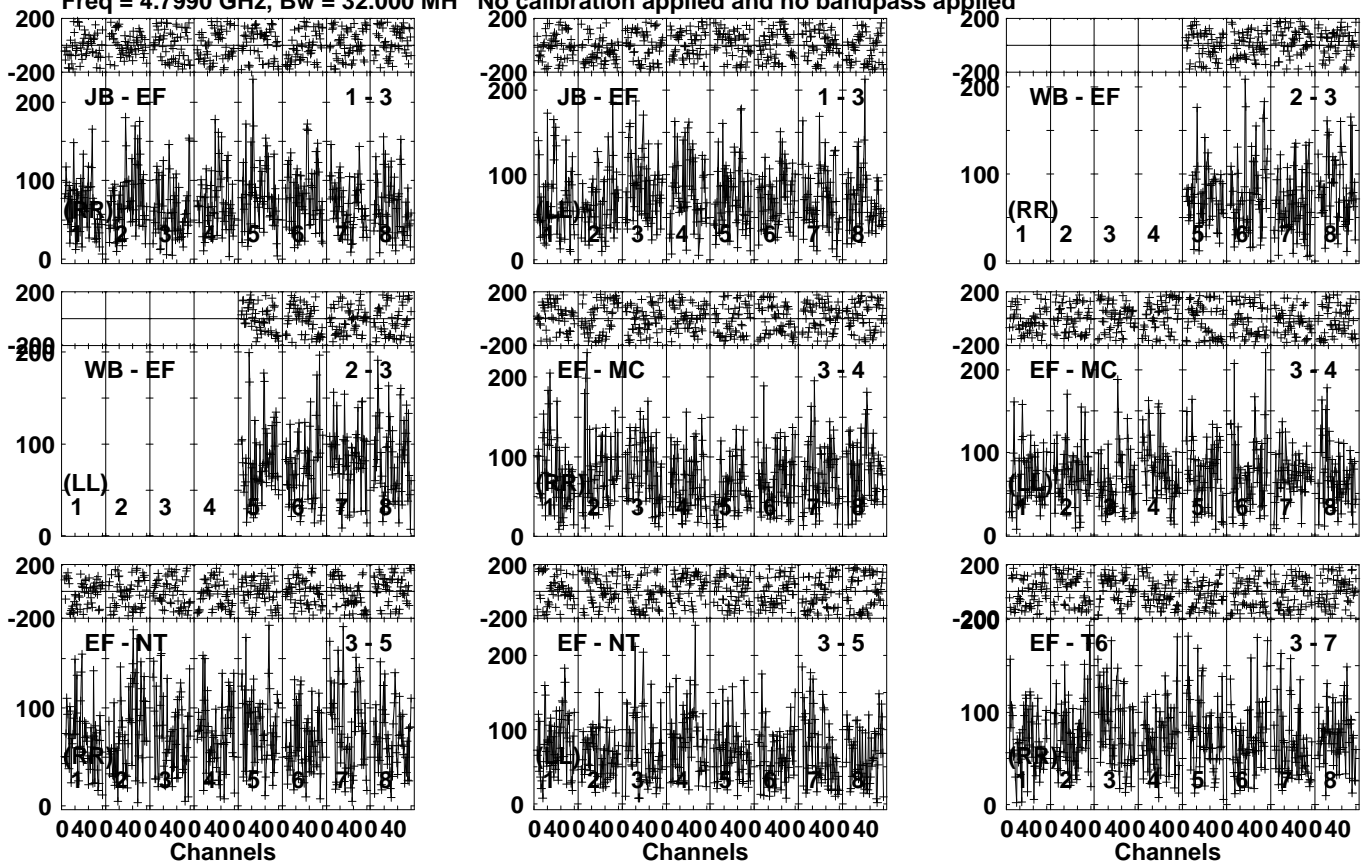 Freq = 4.7990 GHz, Bw = 32.000 MH No calibration applied and no bandpass applied
200 200 200
-200 -200 -200
JB - EF 1 - 3 JB - EF 1 - 3 WB - EF 2 - 3
200 200 200
100 100 100
(RR) (LL) (RR)
1 2 3 4 5 6 7 8 1 2 3 4 5 6 7 8 1 2 3 4 5 6 7 8
0 0 0
200 200 200
-200 -200 -200
200 200 200
WB - EF 2 - 3 EF - MC 3 - 4 EF - MC 3 - 4
100 100 100
(LL) (RR) (LL)
1 2 3 4 5 6 7 8 1 2 3 4 5 6 7 8 1 2 3 4 5 6 7 8
0 0 0
200 200 200
-200 -200 -200
EF - NT 3 - 5 EF - NT 3 - 5 EF - T6 3 - 7
200 200 200
100 100 100
(RR) (LL) (RR)
1 2 3 4 5 6 7 8 1 2 3 4 5 6 7 8 1 2 3 4 5 6 7 8
0 0 0
0 40 0 40 0 40 0 40 0 40 0 40 0 40 0 40 0 40 0 40 0 40 0 40 0 40 0 40 0 40 0 40 0 40 0 40 0 40 0 40 0 40 0 40 0 40 0 40
Channels Channels Channels